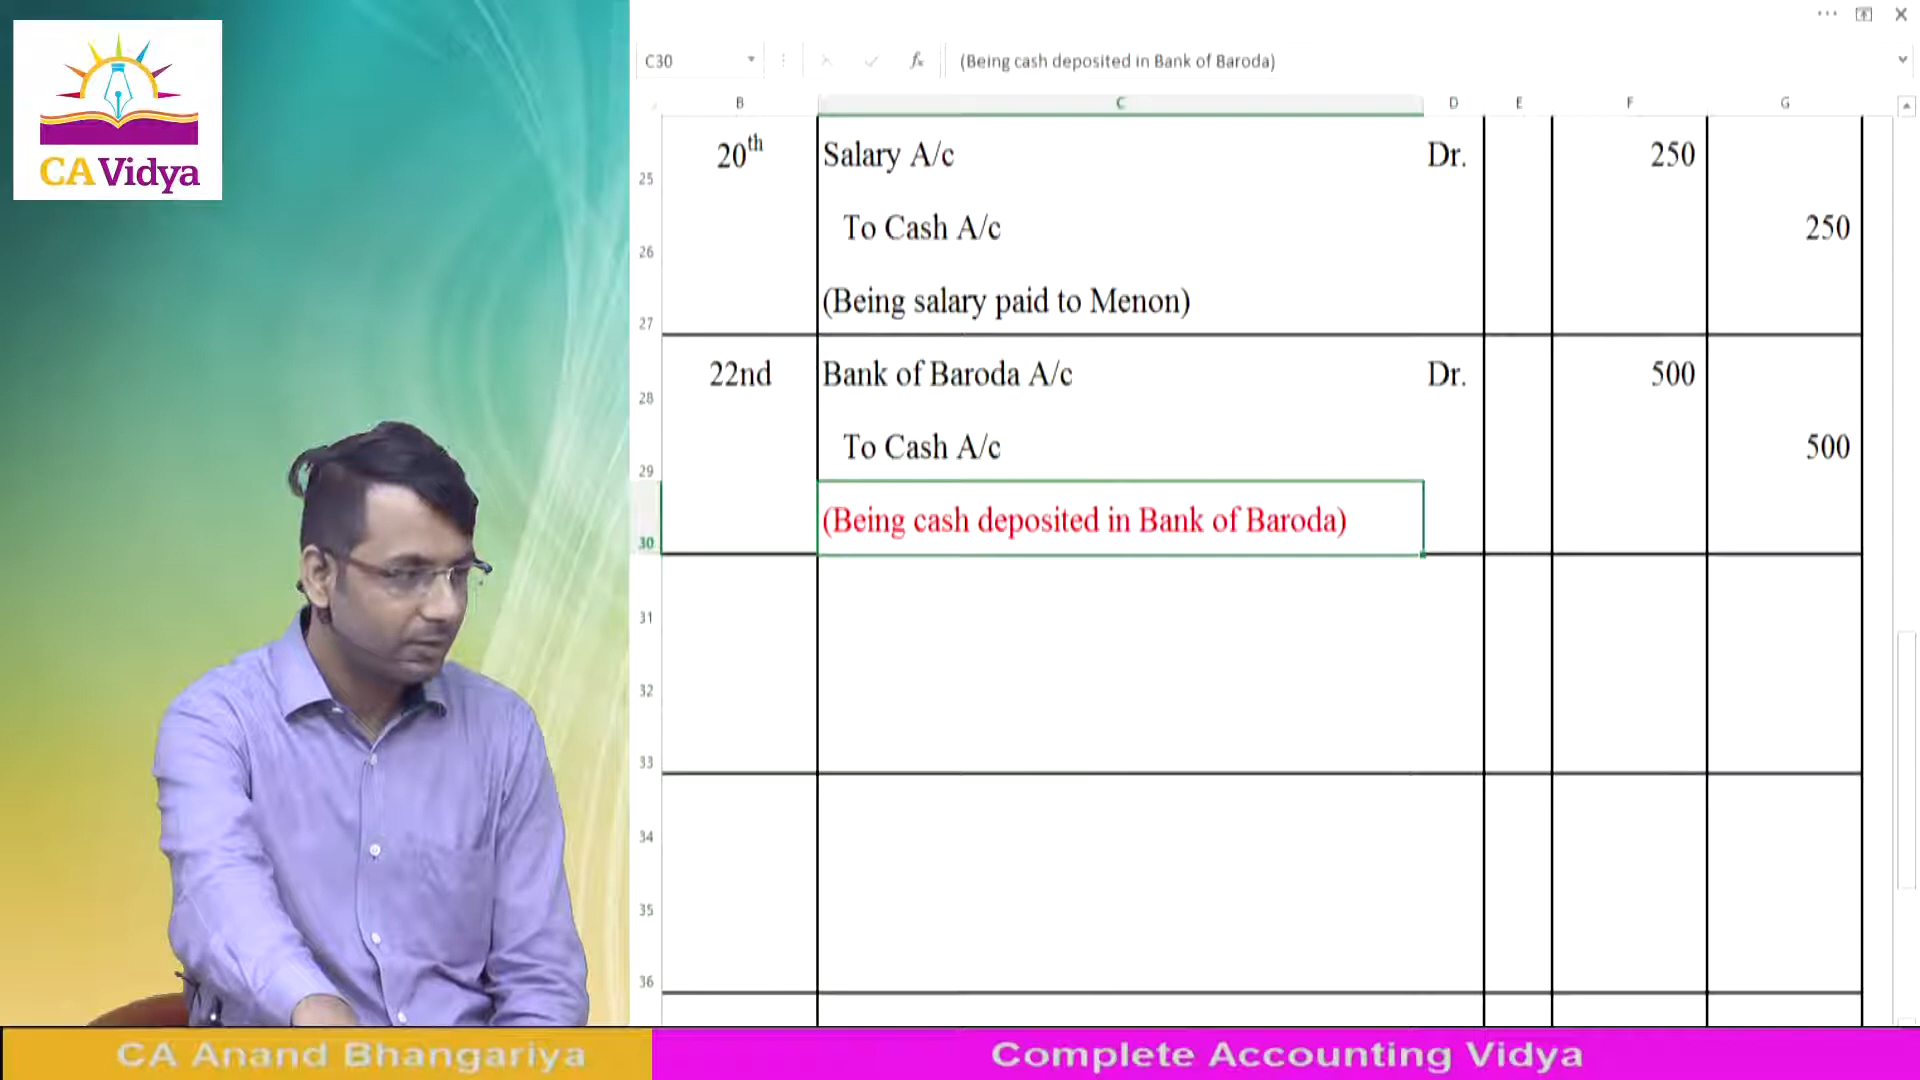 CA Vidya
C30
fx
(Being cash deposited in Bank of Baroda)
B C D E F G
25 20th Salary A/c Dr. 250
26 To Cash A/c 250
27 (Being salary paid to Menon)
28 22nd Bank of Baroda A/c Dr. 500
29 To Cash A/c 500
30 (Being cash deposited in Bank of Baroda)
31
32
33
34
35
36
CA Anand Bhangariya
Complete Accounting Vidya